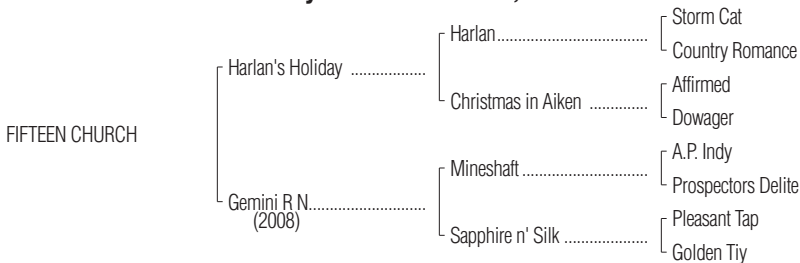 Storm Cat
Harlan..................................
Country Romance
Harlan's Holiday ..................
Affirmed
Christmas in Aiken ..............
Dowager
FIFTEEN CHURCH
A.P. Indy
Mineshaft ..............................
Prospectors Delite
Gemini R N............................
(2008)
Pleasant Tap
Sapphire n' Silk ....................
Golden Tiy